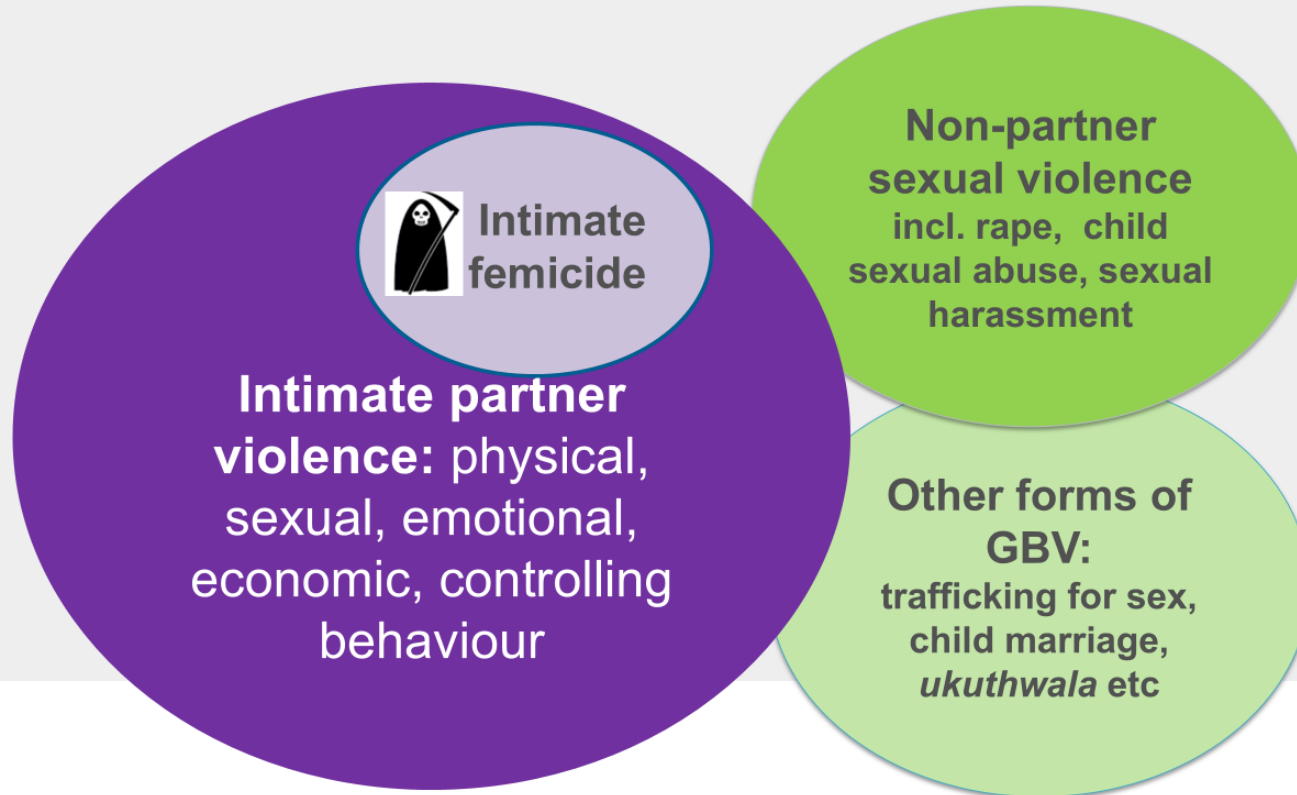 Non-partner
sexual violence
incl. rape, child
sexual abuse, sexual
harassment
Intimate
femicide
Intimate partner
violence: physical,
sexual, emotional,
economic, controlling
behaviour
Other forms of
GBV:
trafficking for sex,
child marriage,
ukuthwala etc